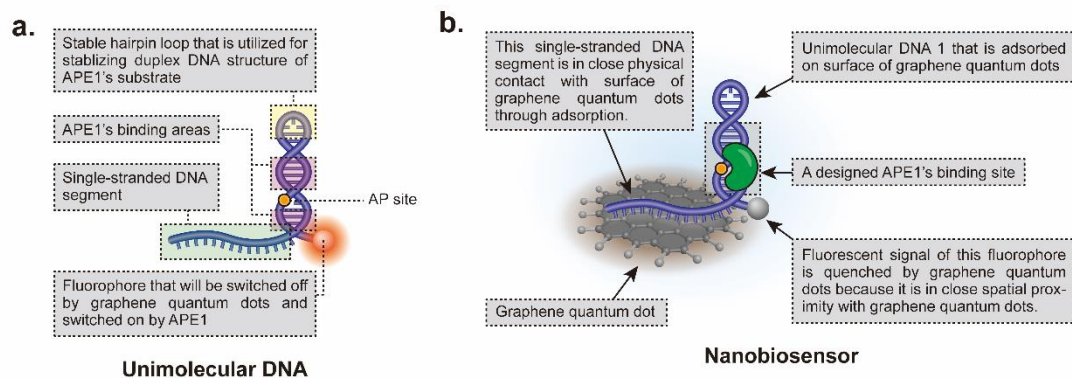 a.
Stable hairpin loop that is utilized for
stablizing duplex DNA structure of
APE1's substrate
APE1's binding areas
Single-stranded DNA
segment
AP site
Fluorophore that will be switched off
by graphene quantum dots and
switched on by APE1
Unimolecular DNA
b.
This single-stranded DNA
segment is in close physical
contact with surface of
graphene quantum dots
through adsorption.
Unimolecular DNA 1 that is adsorbed
on surface of graphene quantum dots
A designed APE1's binding site
Fluorescent signal of this fluorophore
is quenched by graphene quantum
dots because it is in close spatial prox-
imity with graphene quantum dots.
Graphene quantum dot
Nanobiosensor